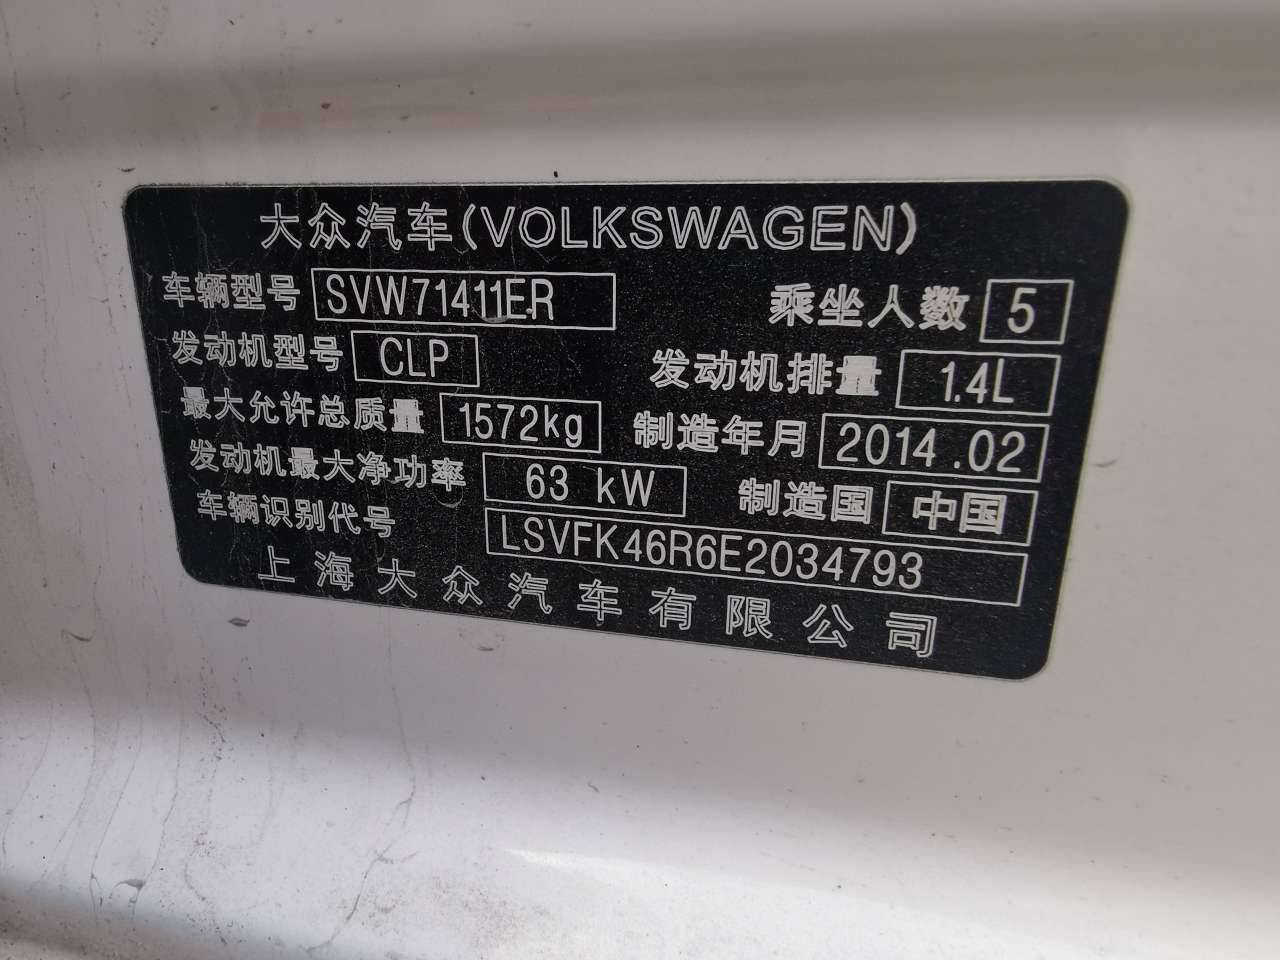 大众汽车(VOLKSWAGEN)
车辆型号 SVW71411ER 乘坐人数 5
发动机型号 CLP 发动机排量 1.4L
最大允许总质量 1572kg 制造年月 2014.02
发动机最大净功率 63 kW 制造国 中国
车辆识别代号 LSVFK46R6E2034793
上海大众汽车有限公司